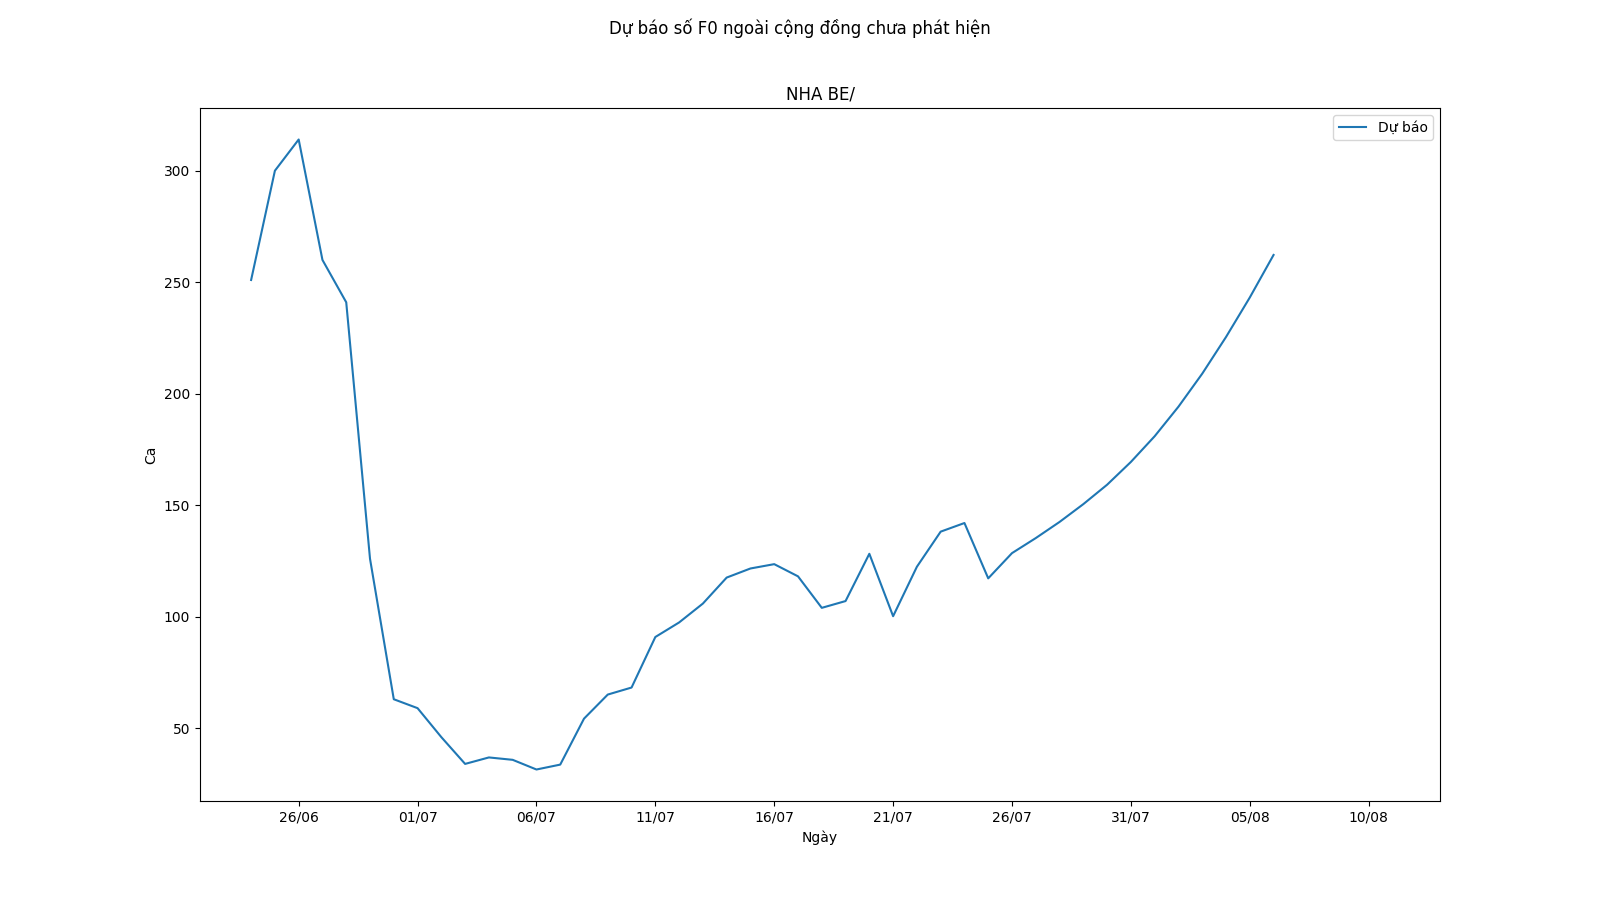 Dự báo số F0 ngoài cộng đồng chưa phát hiện
NHA BE/
Dự báo
300
250
200
150
100
50
Ca
26/06 01/07 06/07 11/07 16/07 21/07 26/07 31/07 05/08 10/08
Ngày